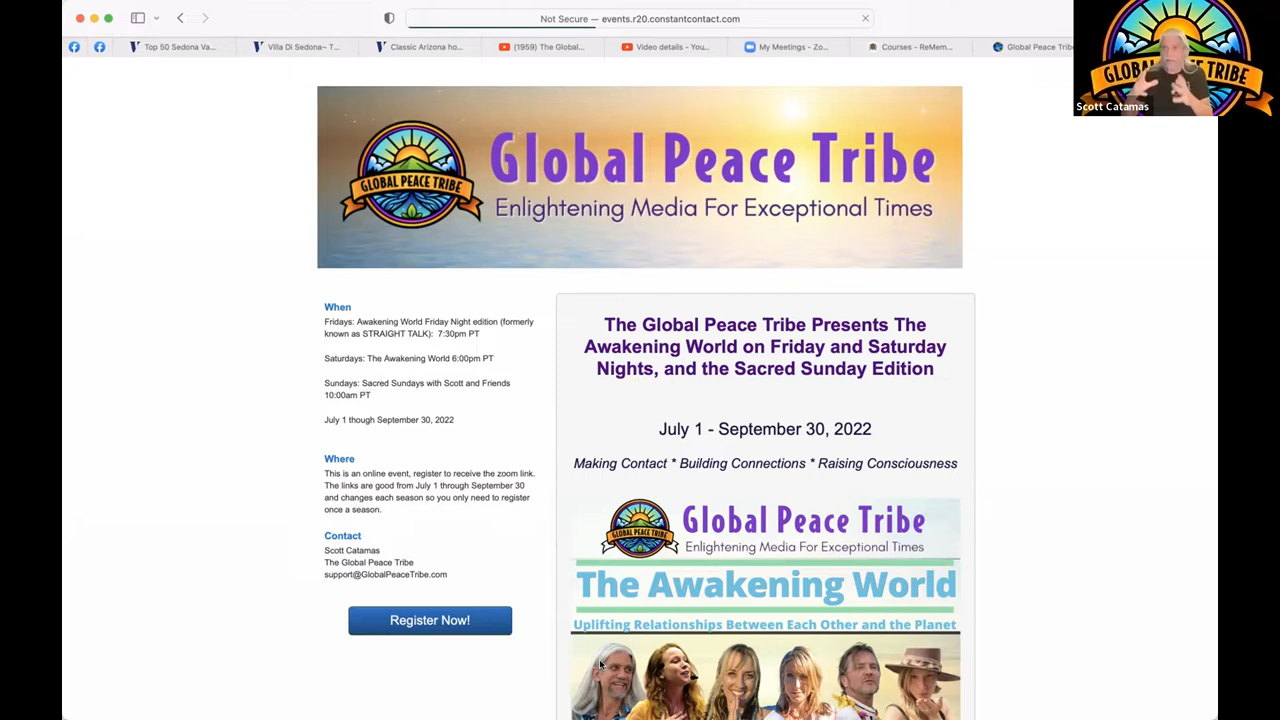 Not Secure — events.r20.constantcontact.com
Top 50 Sedona Va...
Villa Di Sedona~ T...
Classic Arizona ho...
(1959) The Global...
Video details - You...
My Meetings - Zo...
Courses - ReMem...
Global Peace Tribe
GLOBAL PEACE TRIBE
Scott Catamas
GLOBAL PEACE TRIBE
Global Peace Tribe
Enlightening Media For Exceptional Times
When
Fridays: Awakening World Friday Night edition (formerly
known as STRAIGHT TALK): 7:30pm PT
Saturdays: The Awakening World 6:00pm PT
Sundays: Sacred Sundays with Scott and Friends
10:00am PT
July 1 though September 30, 2022
Where
This is an online event, register to receive the zoom link.
The links are good from July 1 through September 30
and changes each season so you only need to register
once a season.
Contact
Scott Catamas
The Global Peace Tribe
support@GlobalPeaceTribe.com
Register Now!
The Global Peace Tribe Presents The
Awakening World on Friday and Saturday
Nights, and the Sacred Sunday Edition
July 1 - September 30, 2022
Making Contact * Building Connections * Raising Consciousness
GLOBAL PEACE TRIBE
Global Peace Tribe
Enlightening Media For Exceptional Times
The Awakening World
Uplifting Relationships Between Each Other and the Planet